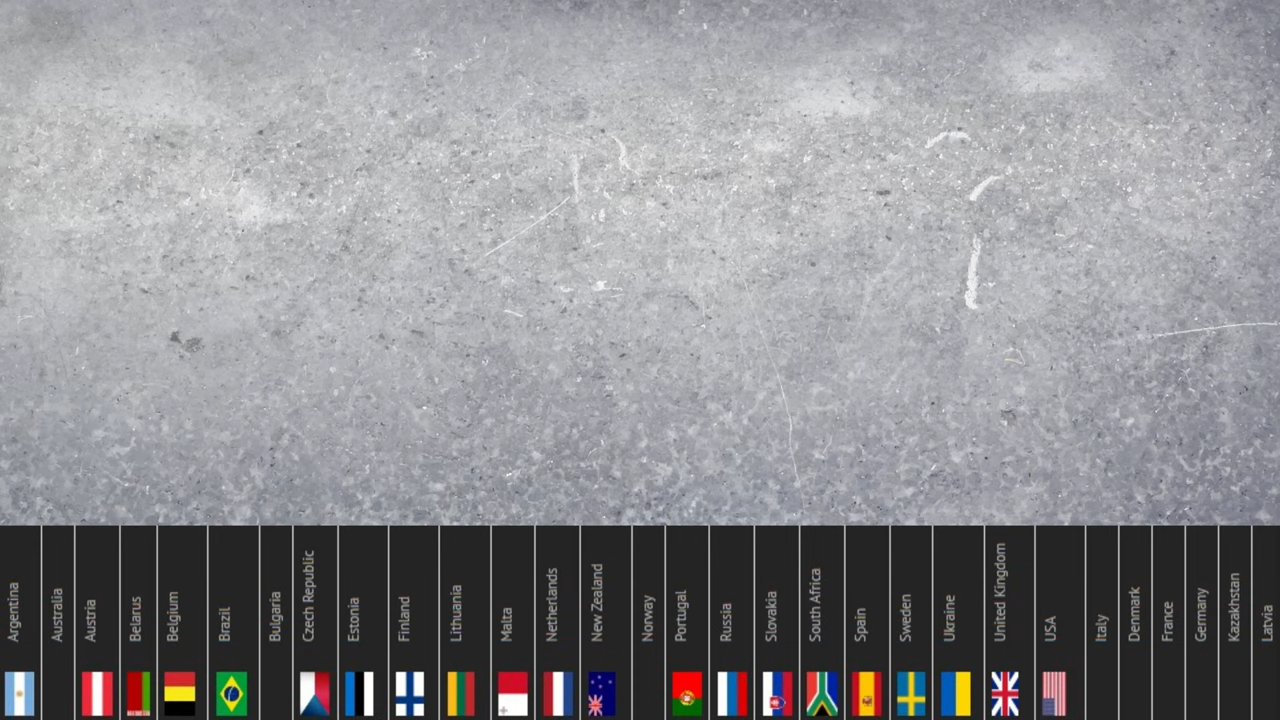 Argentina
Australia
Austria
Belarus
Belgium
Brazil
Bulgaria
Czech Republic
Estonia
Finland
Lithuania
Malta
Netherlands
New Zealand
Norway
Portugal
Russia
Slovakia
South Africa
Spain
Sweden
Ukraine
United Kingdom
USA
Italy
Denmark
France
Germany
Kazakhstan
Latvia